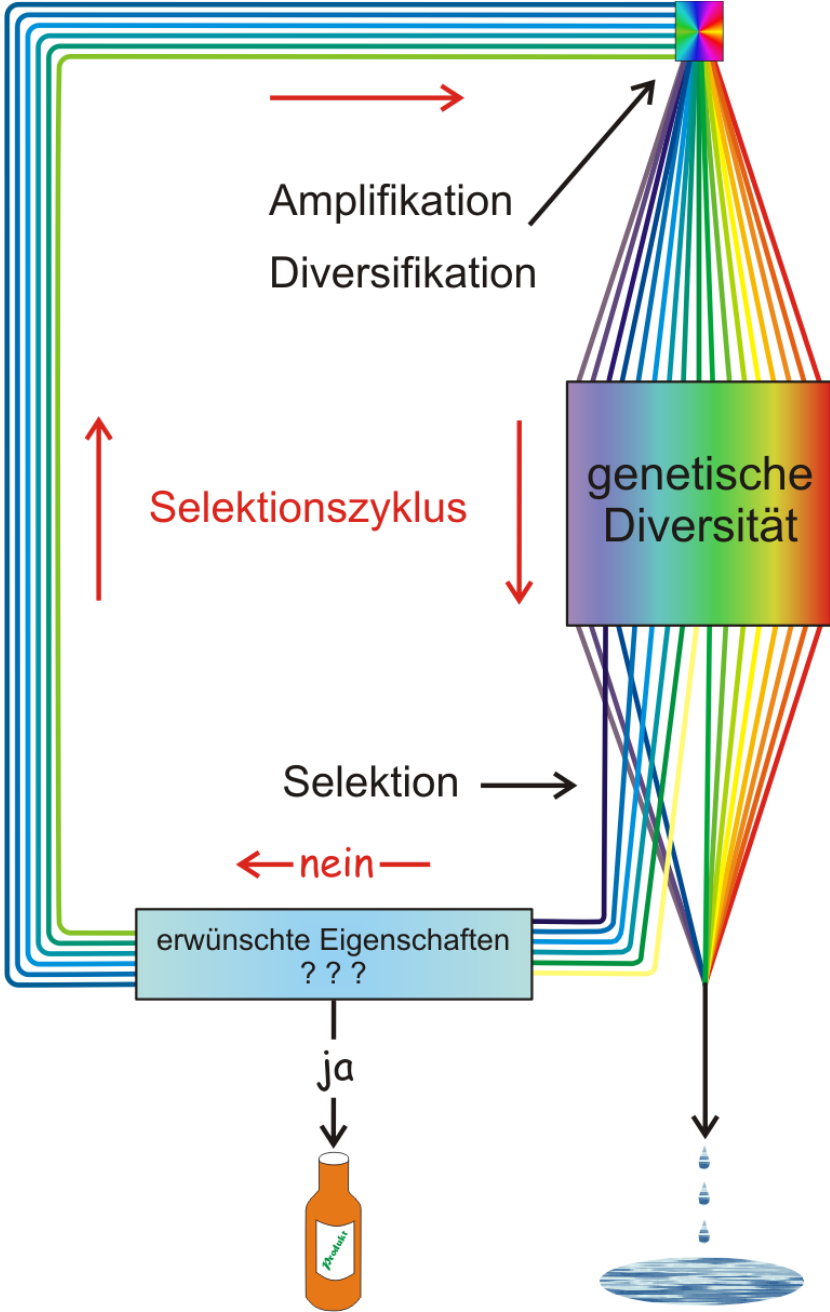 Amplifikation
Diversifikation
genetische
Diversität
Selektionszyklus
Selektion
nein
erwünschte Eigenschaften
? ? ?
ja
Produkt